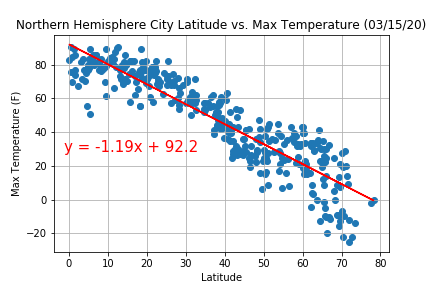 Northern Hemisphere City Latitude vs. Max Temperature (03/15/20)
Max Temperature (F)
80
60
40
20
0
−20
y = -1.19x + 92.2
0 10 20 30 40 50 60 70 80
Latitude